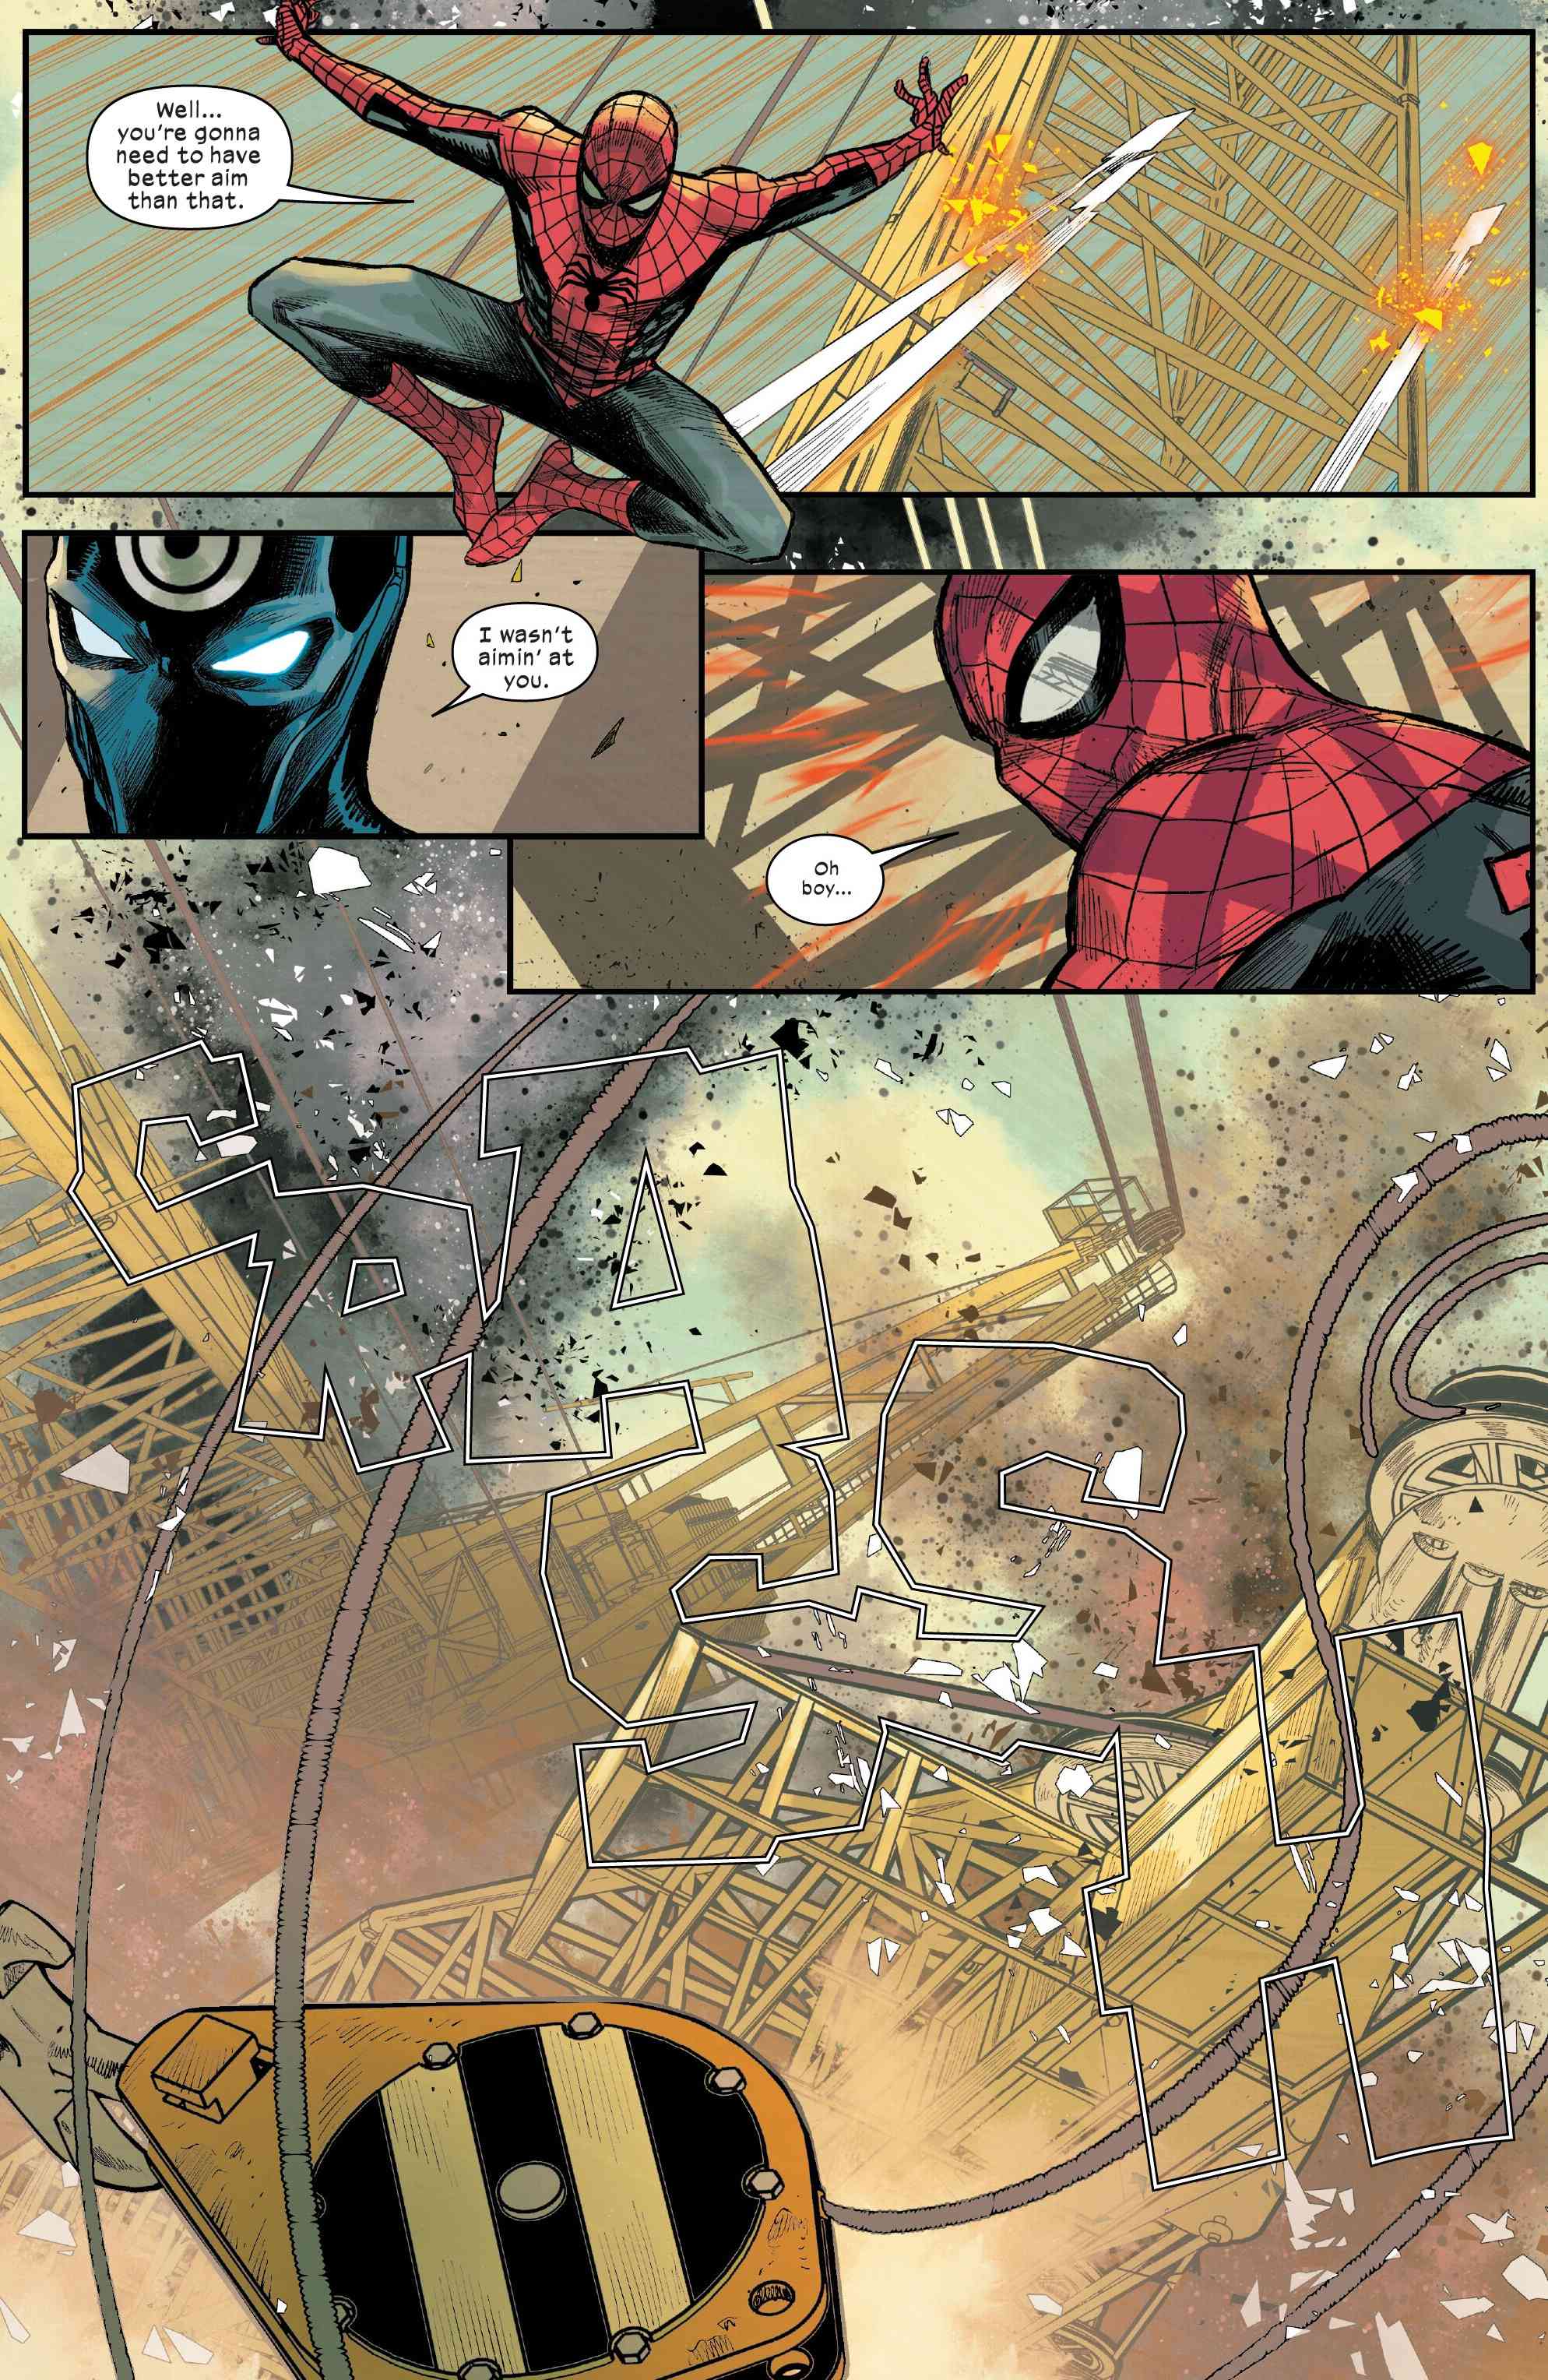 Well...
you're gonna
need to have
better aim
than that.
I wasn't
aimin' at
you.
Oh
boy...
CRASH